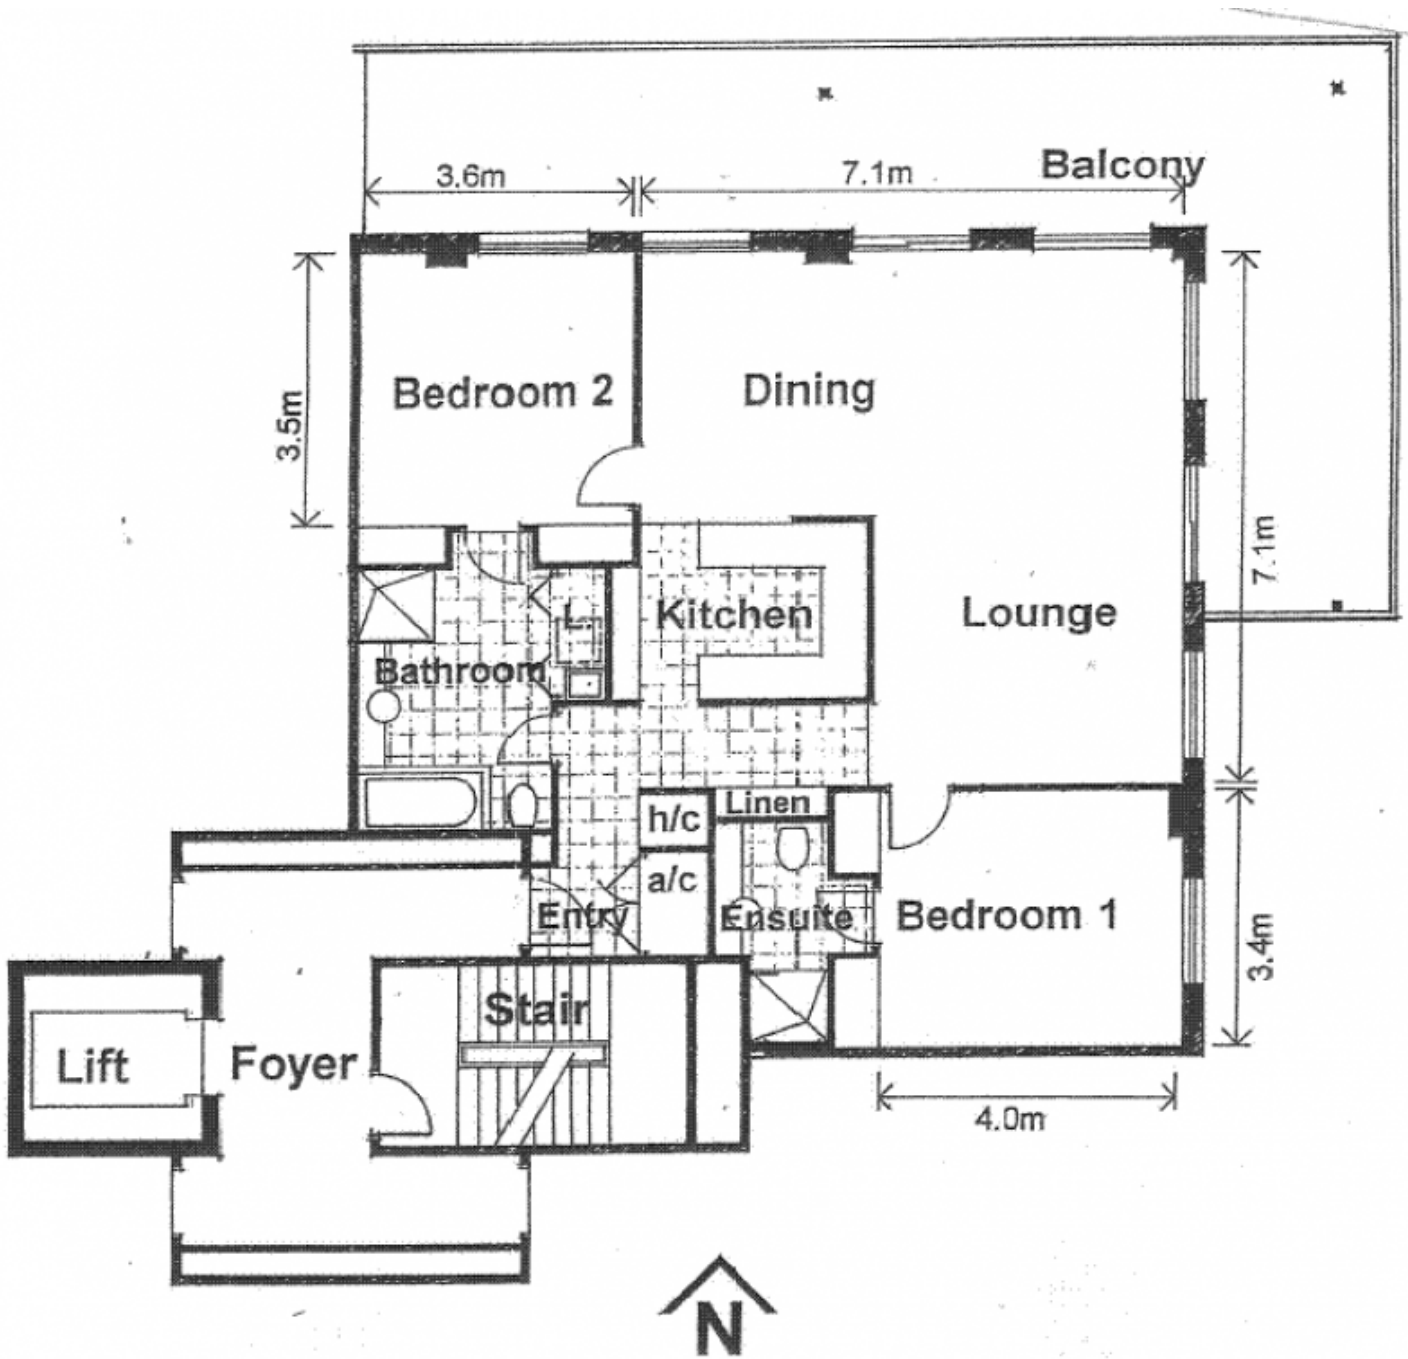 Balcony
3.6m
7.1m
Bedroom 2
Dining
3.5m
7.1m
L.
Kitchen
Lounge
Bathroom
Linen
h/c
a/c
Entry
Ensuite
Bedroom 1
3.4m
Stair
Lift
Foyer
4.0m
N